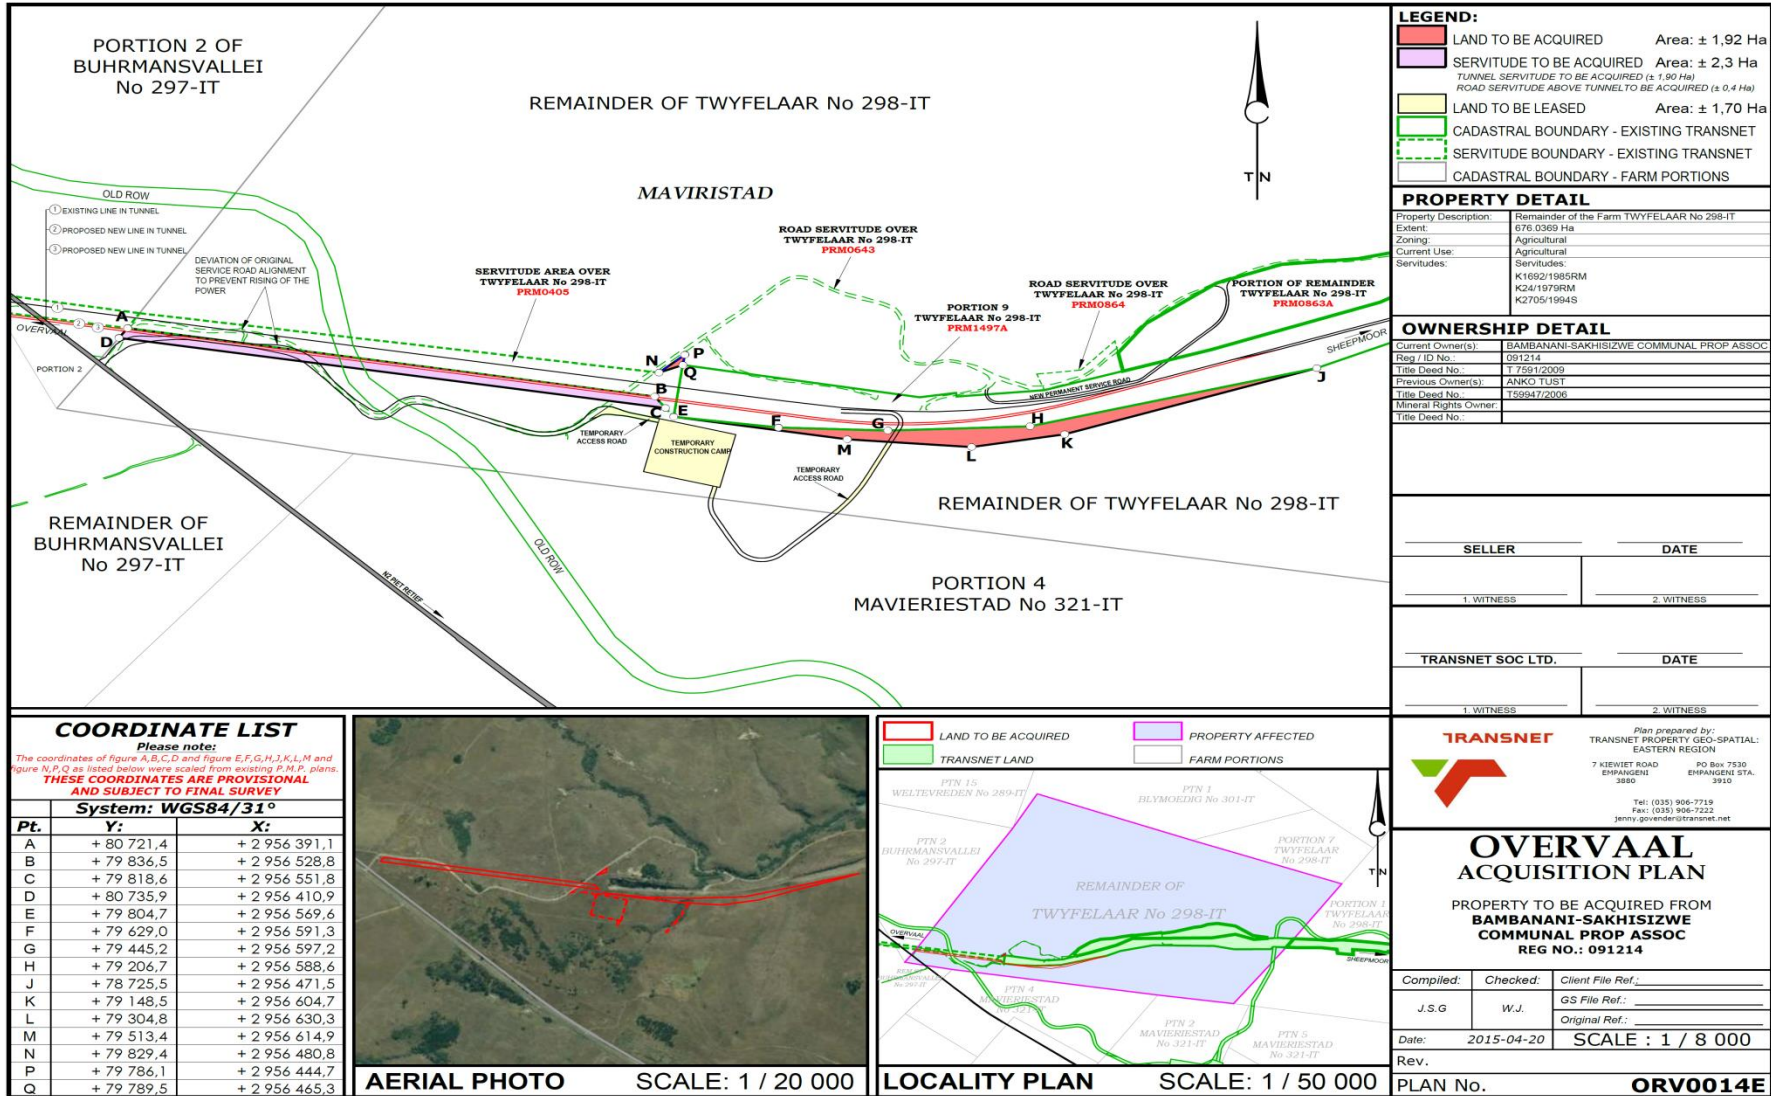 PORTION 2 OF
BUHRMANSVALLEI
No 297-IT
REMAINDER OF TWYFELAAR No 298-IT
MAVIRISTAD
OLD ROW
1 EXISTING LINE IN TUNNEL
2 PROPOSED NEW LINE IN TUNNEL
3 PROPOSED NEW LINE IN TUNNEL
DEVIATION OF ORIGINAL
SERVICE ROAD ALIGNMENT
TO PREVENT RISING OF THE
POWER
SERVITUDE AREA OVER
TWYFELAAR No 298-IT
PRM0405
ROAD SERVITUDE OVER
TWYFELAAR No 298-IT
PRM0643
PORTION 9
TWYFELAAR No 298-IT
PRM1497A
ROAD SERVITUDE OVER
TWYFELAAR No 298-IT
PRM0864
PORTION OF REMAINDER
TWYFELAAR No 298-IT
PRM0863A
SHEEPMOOR
NEW PERMANENT SERVICE ROAD
OVERVAAL
1
2
3
A
D
PORTION 2
N
P
Q
B
C
E
F
G
H
J
K
L
M
TEMPORARY
ACCESS ROAD
TEMPORARY
CONSTRUCTION CAMP
TEMPORARY
ACCESS ROAD
REMAINDER OF TWYFELAAR No 298-IT
REMAINDER OF
BUHRMANSVALLEI
No 297-IT
N2 PIET RETIEF
OLD ROW
PORTION 4
MAVIERIESTAD No 321-IT
T N
LEGEND:
LAND TO BE ACQUIRED Area: ± 1,92 Ha
SERVITUDE TO BE ACQUIRED Area: ± 2,3 Ha
TUNNEL SERVITUDE TO BE ACQUIRED (± 1,90 Ha)
ROAD SERVITUDE ABOVE TUNNELTO BE ACQUIRED (± 0,4 Ha)
LAND TO BE LEASED Area: ± 1,70 Ha
CADASTRAL BOUNDARY - EXISTING TRANSNET
SERVITUDE BOUNDARY - EXISTING TRANSNET
CADASTRAL BOUNDARY - FARM PORTIONS
PROPERTY DETAIL
Property Description: Remainder of the Farm TWYFELAAR No 298-IT
Extent: 676.0369 Ha
Zoning: Agricultural
Current Use: Agricultural
Servitudes: Servitudes:
K1692/1985RM
K24/1979RM
K2705/1994S
OWNERSHIP DETAIL
Current Owner(s): BAMBANANI-SAKHISIZWE COMMUNAL PROP ASSOC
Reg / ID No.: 091214
Title Deed No.: T 7591/2009
Previous Owner(s): ANKO TUST
Title Deed No.: T59947/2006
Mineral Rights Owner:
Title Deed No.:
SELLER DATE
1. WITNESS 2. WITNESS
TRANSNET SOC LTD. DATE
1. WITNESS 2. WITNESS
TRANSNET
Plan prepared by:
TRANSNET PROPERTY GEO-SPATIAL:
EASTERN REGION
7 KIEWIET ROAD PO Box 7530
EMPANGENI EMPANGENI STA.
3880 3910
Tel: (035) 906-7719
Fax: (035) 906-7222
jenny.govender@transnet.net
OVERVAAL
ACQUISITION PLAN
PROPERTY TO BE ACQUIRED FROM
BAMBANANI-SAKHISIZWE
COMMUNAL PROP ASSOC
REG NO.: 091214
Compiled: Checked: Client File Ref.:
J.S.G W.J. GS File Ref.:
Original Ref.:
Date: 2015-04-20 SCALE : 1 / 8 000
Rev.
PLAN No. ORV0014E
COORDINATE LIST
Please note:
The coordinates of figure A,B,C,D and figure E,F,G,H,J,K,L,M and
figure N,P,Q as listed below were scaled from existing P.M.P. plans.
THESE COORDINATES ARE PROVISIONAL
AND SUBJECT TO FINAL SURVEY
System: WGS84/31°
Pt. Y: X:
A + 80 721,4 + 2 956 391,1
B + 79 836,5 + 2 956 528,8
C + 79 818,6 + 2 956 551,8
D + 80 735,9 + 2 956 410,9
E + 79 804,7 + 2 956 569,6
F + 79 629,0 + 2 956 591,3
G + 79 445,2 + 2 956 597,2
H + 79 206,7 + 2 956 588,6
J + 78 725,5 + 2 956 471,5
K + 79 148,5 + 2 956 604,7
L + 79 304,8 + 2 956 630,3
M + 79 513,4 + 2 956 614,9
N + 79 829,4 + 2 956 480,8
P + 79 786,1 + 2 956 444,7
Q + 79 789,5 + 2 956 465,3
AERIAL PHOTO SCALE: 1 / 20 000
LAND TO BE ACQUIRED PROPERTY AFFECTED
TRANSNET LAND FARM PORTIONS
PTN 15
WELTEVREDEN No 289-IT
PTN 1
BLYMOEDIG No 301-IT
PTN 2
BUHRMANSVALLEI
No 297-IT
PORTION 7
TWYFELAAR
No 298-IT
T N
REMAINDER OF
TWYFELAAR No 298-IT
PORTION 1
TWYFELAAR
No 298-IT
OVERVAAL
SHEEPMOOR
REM OF
BUHRMANSVALLEI
No 297-IT
PTN 4
MAVIERIESTAD
No 321-IT
PTN 2
MAVIERIESTAD
No 321-IT
PTN 5
MAVIERIESTAD
No 321-IT
LOCALITY PLAN SCALE: 1 / 50 000